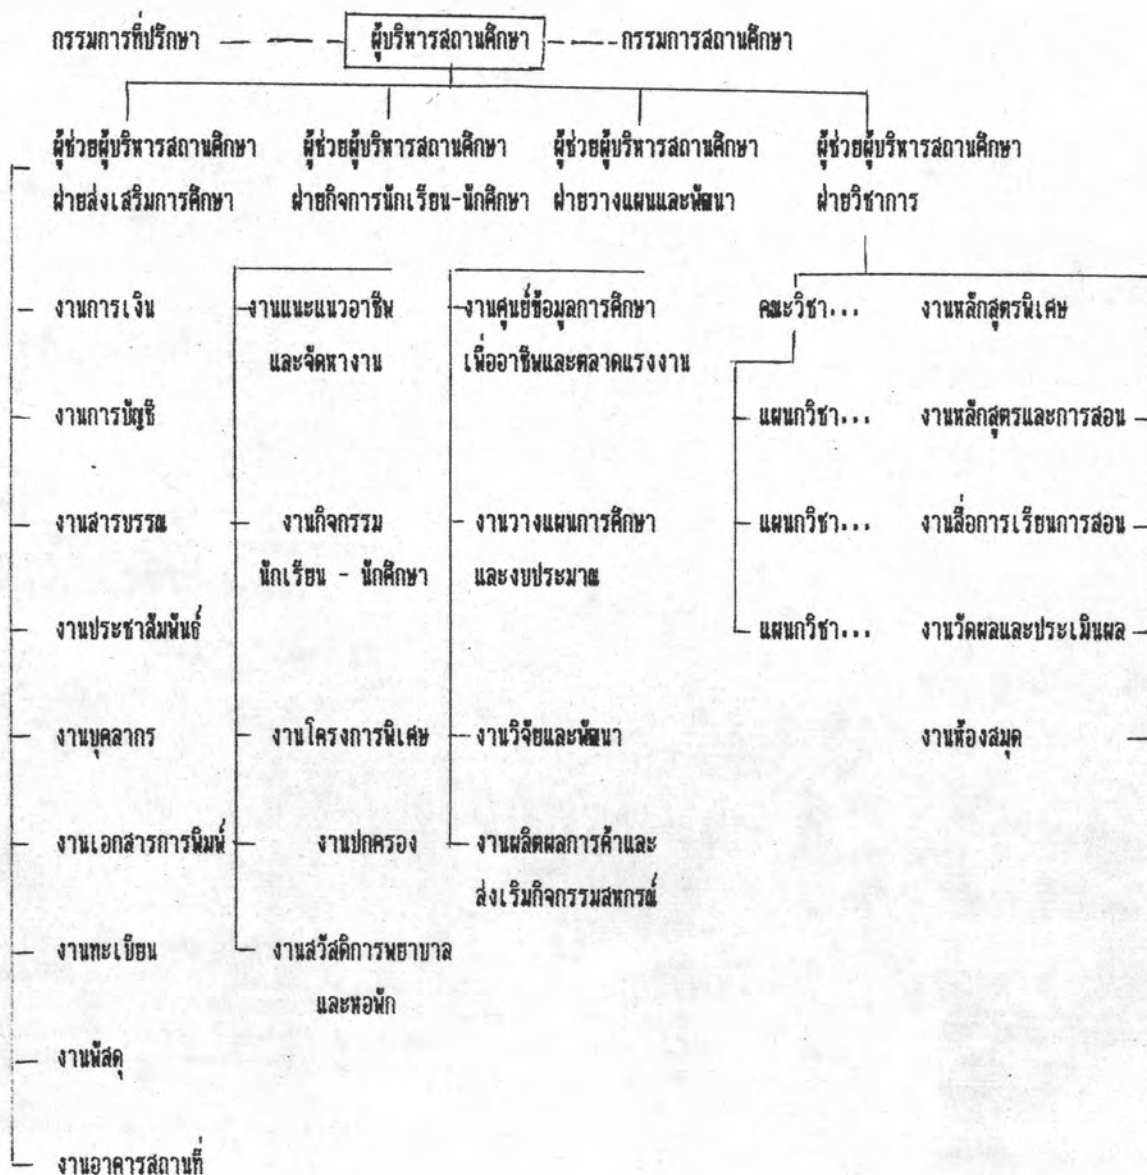 กรรมการที่ปรึกษา ผู้บริหารสถานศึกษา กรรมการสถานศึกษา
ผู้ช่วยผู้บริหารสถานศึกษา ผู้ช่วยผู้บริหารสถานศึกษา ผู้ช่วยผู้บริหารสถานศึกษา ผู้ช่วยผู้บริหารสถานศึกษา
ฝ่ายส่งเสริมการศึกษา ฝ่ายกิจการนักเรียน-นักศึกษา ฝ่ายวางแผนและพัฒนา ฝ่ายวิชาการ
งานการเงิน งานแนะแนวอาชีพ งานศูนย์ข้อมูลการศึกษา คณะวิชา... งานหลักสูตรพิเศษ
และจัดหางาน เพื่ออาชีพและตลาดแรงงาน
งานการบัญชี แผนกวิชา... งานหลักสูตรและการสอน
งานสารบรรณ งานกิจกรรม งานวางแผนการศึกษา แผนกวิชา... งานสื่อการเรียนการสอน
นักเรียน - นักศึกษา และงบประมาณ
งานประชาสัมพันธ์ แผนกวิชา... งานวัดผลและประเมินผล
งานบุคลากร งานโครงการพิเศษ งานวิจัยและพัฒนา งานห้องสมุด
งานเอกสารการพิมพ์ งานปกครอง งานผลิตผลการค้าและ
ส่งเริมกิจกรรมสหกรณ์
งานทะเบียน งานสวัสดิการพยาบาล
และหอพัก
งานพัสดุ
งานอาคารสถานที่